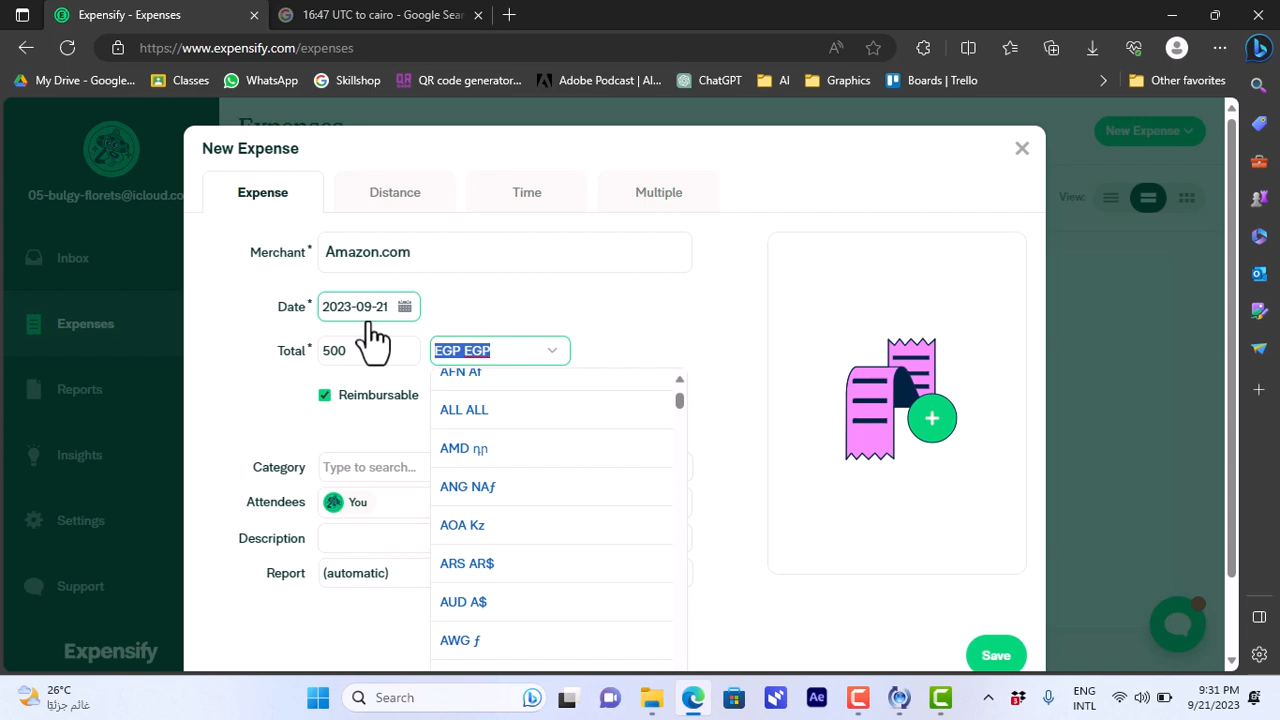 Expensify - Expenses
16:47 UTC to cairo - Google Sear
https://www.expensify.com/expenses
My Drive - Google...
Classes
WhatsApp
Skillshop
QR code generator...
Adobe Podcast | AI...
ChatGPT
AI
Graphics
Boards | Trello
Other favorites
Expenses
New Expense
05-bulgy-florets@icloud.co
View:
Inbox
Expenses
Reports
Insights
Settings
Support
Expensify
New Expense
Expense
Distance
Time
Multiple
Merchant * Amazon.com
Date * 2023-09-21
Total * 500 EGP EGP
Reimbursable
AFN Af
ALL ALL
AMD դր
ANG NAƒ
AOA Kz
ARS AR$
AUD A$
AWG ƒ
Category Type to search...
Attendees You
Description
Report (automatic)
Save
26°C
غائم جزئيًا
Search
ENG
INTL
9:31 PM
9/21/2023